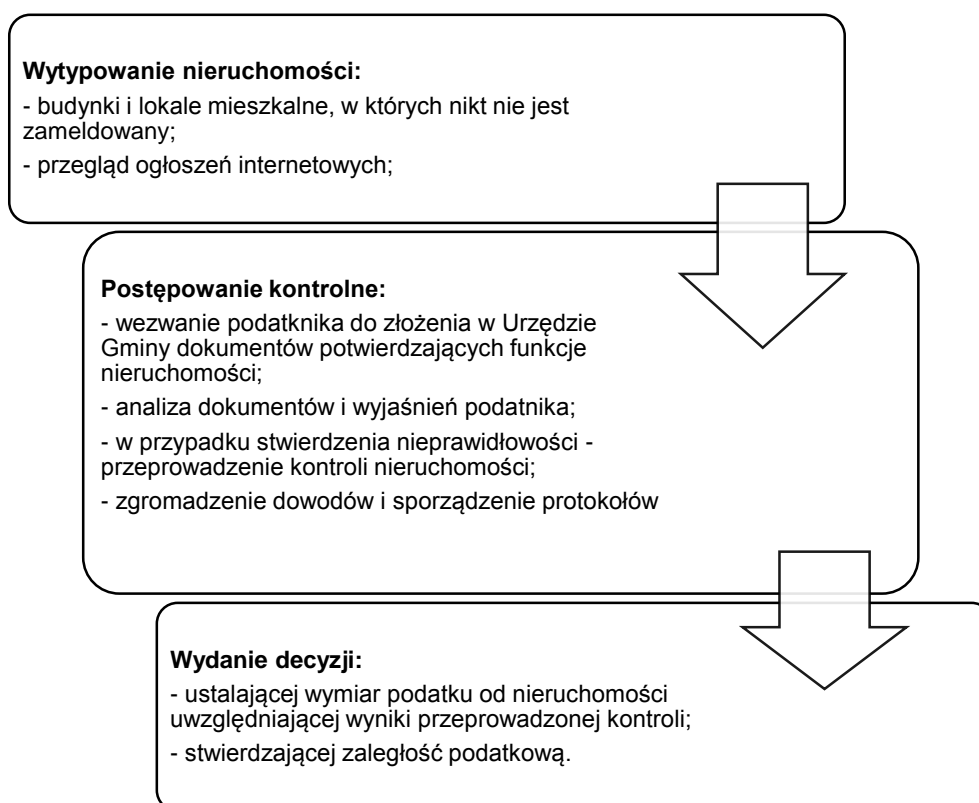 Wytypowanie nieruchomości:
- budynki i lokale mieszkalne, w których nikt nie jest
zameldowany;
- przegląd ogłoszeń internetowych;
Postępowanie kontrolne:
- wezwanie podatknika do złożenia w Urzędzie
Gminy dokumentów potwierdzających funkcje
nieruchomości;
- analiza dokumentów i wyjaśnień podatnika;
- w przypadku stwierdzenia nieprawidłowości -
przeprowadzenie kontroli nieruchomości;
- zgromadzenie dowodów i sporządzenie protokołów
Wydanie decyzji:
- ustalającej wymiar podatku od nieruchomości
uwzględniającej wyniki przeprowadzonej kontroli;
- stwierdzającej zaległość podatkową.